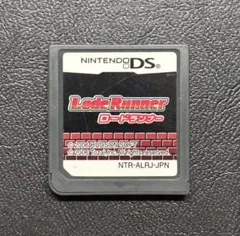 NINTENDO DS
Lode Runner
ロードランナー
NTR-ALRJ-JPN